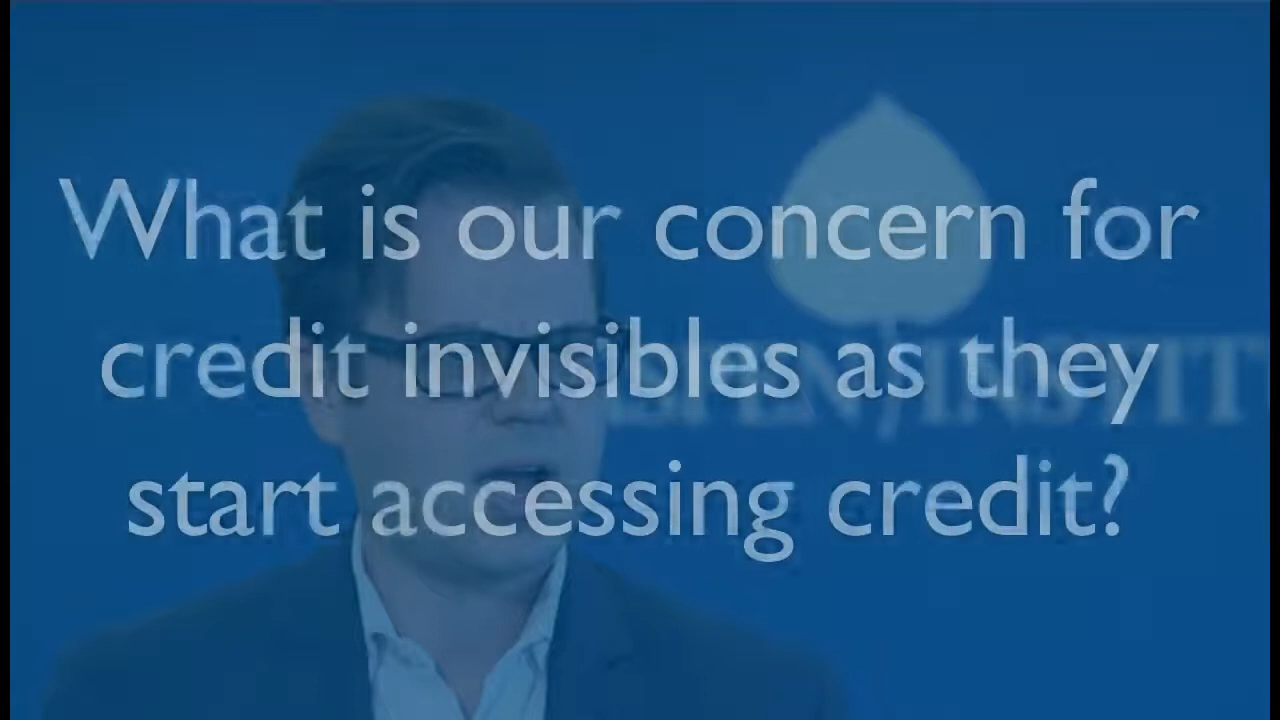 What is our concern for
credit invisibles as they
start accessing credit?